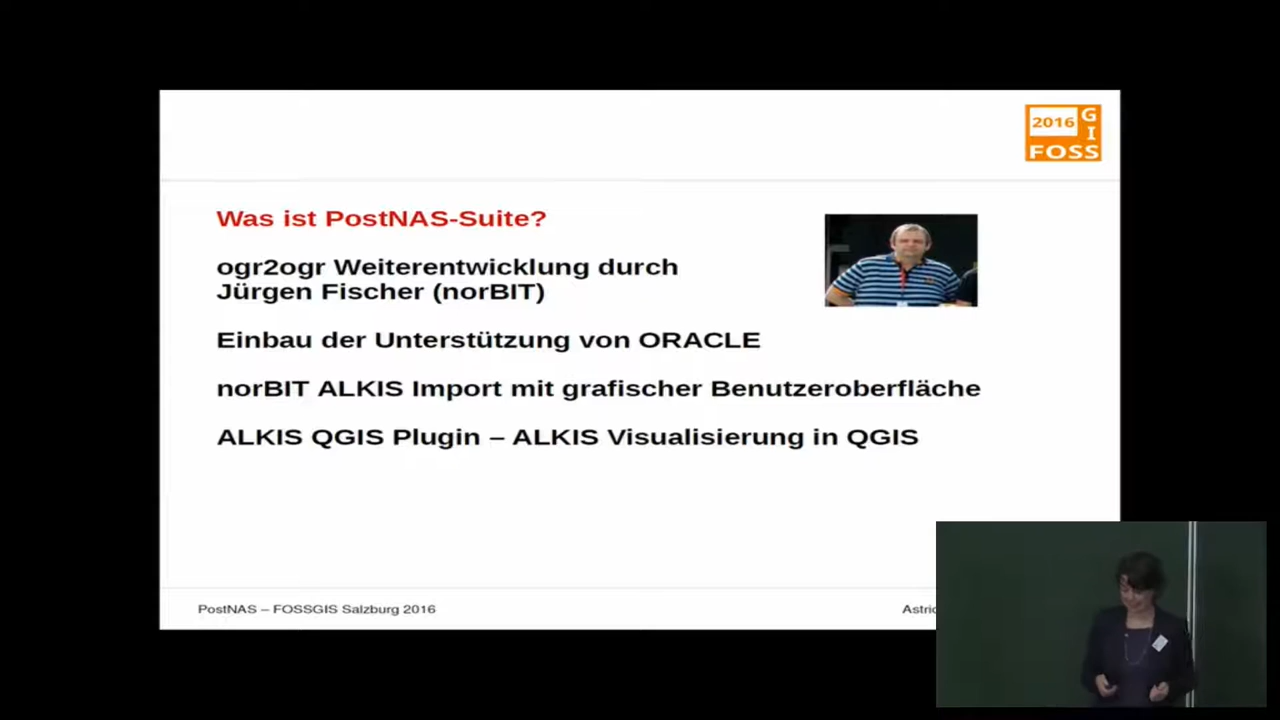 2016
G
I
FOSS
Was ist PostNAS-Suite?
ogr2ogr Weiterentwicklung durch
Jürgen Fischer (norBIT)
Einbau der Unterstützung von ORACLE
norBIT ALKIS Import mit grafischer Benutzeroberfläche
ALKIS QGIS Plugin – ALKIS Visualisierung in QGIS
PostNAS – FOSSGIS Salzburg 2016